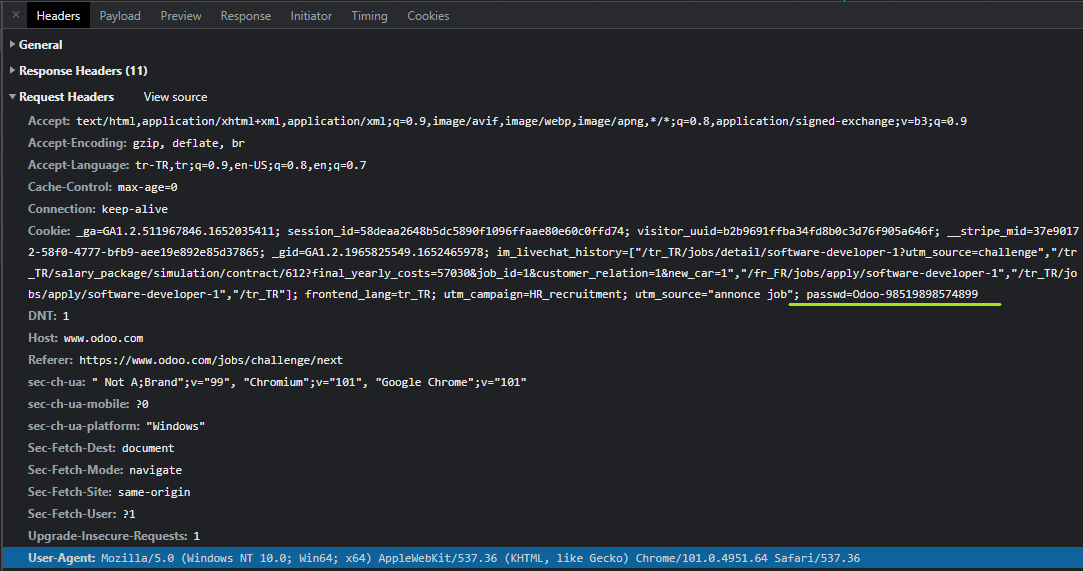 × Headers Payload Preview Response Initiator Timing Cookies
General
Response Headers (11)
Request Headers View source
Accept: text/html,application/xhtml+xml,application/xml;q=0.9,image/avif,image/webp,image/apng,*/*;q=0.8,application/signed-exchange;v=b3;q=0.9
Accept-Encoding: gzip, deflate, br
Accept-Language: tr-TR,tr;q=0.9,en-US;q=0.8,en;q=0.7
Cache-Control: max-age=0
Connection: keep-alive
Cookie: _ga=GA1.2.511967846.1652035411; session_id=58deaa2648b5dc5890f1096ffaae80e60c0ffd74; visitor_uuid=b2b9691ffba34fd8b0c3d76f905a646f; __stripe_mid=37e9017
2-58f0-4777-bfb9-aee19e892e85d37865; _gid=GA1.2.1965825549.1652465978; im_livechat_history=["/tr_TR/jobs/detail/software-developer-1?utm_source=challenge","/tr
_TR/salary_package/simulation/contract/612?final_yearly_costs=57030&job_id=1&customer_relation=1&new_car=1","/fr_FR/jobs/apply/software-developer-1","/tr_TR/jo
bs/apply/software-developer-1","/tr_TR"]; frontend_lang=tr_TR; utm_campaign=HR_recruitment; utm_source="annonce job"; passwd=Odoo-98519898574899
DNT: 1
Host: www.odoo.com
Referer: https://www.odoo.com/jobs/challenge/next
sec-ch-ua: " Not A;Brand";v="99", "Chromium";v="101", "Google Chrome";v="101"
sec-ch-ua-mobile: ?0
sec-ch-ua-platform: "Windows"
Sec-Fetch-Dest: document
Sec-Fetch-Mode: navigate
Sec-Fetch-Site: same-origin
Sec-Fetch-User: ?1
Upgrade-Insecure-Requests: 1
User-Agent: Mozilla/5.0 (Windows NT 10.0; Win64; x64) AppleWebKit/537.36 (KHTML, like Gecko) Chrome/101.0.4951.64 Safari/537.36